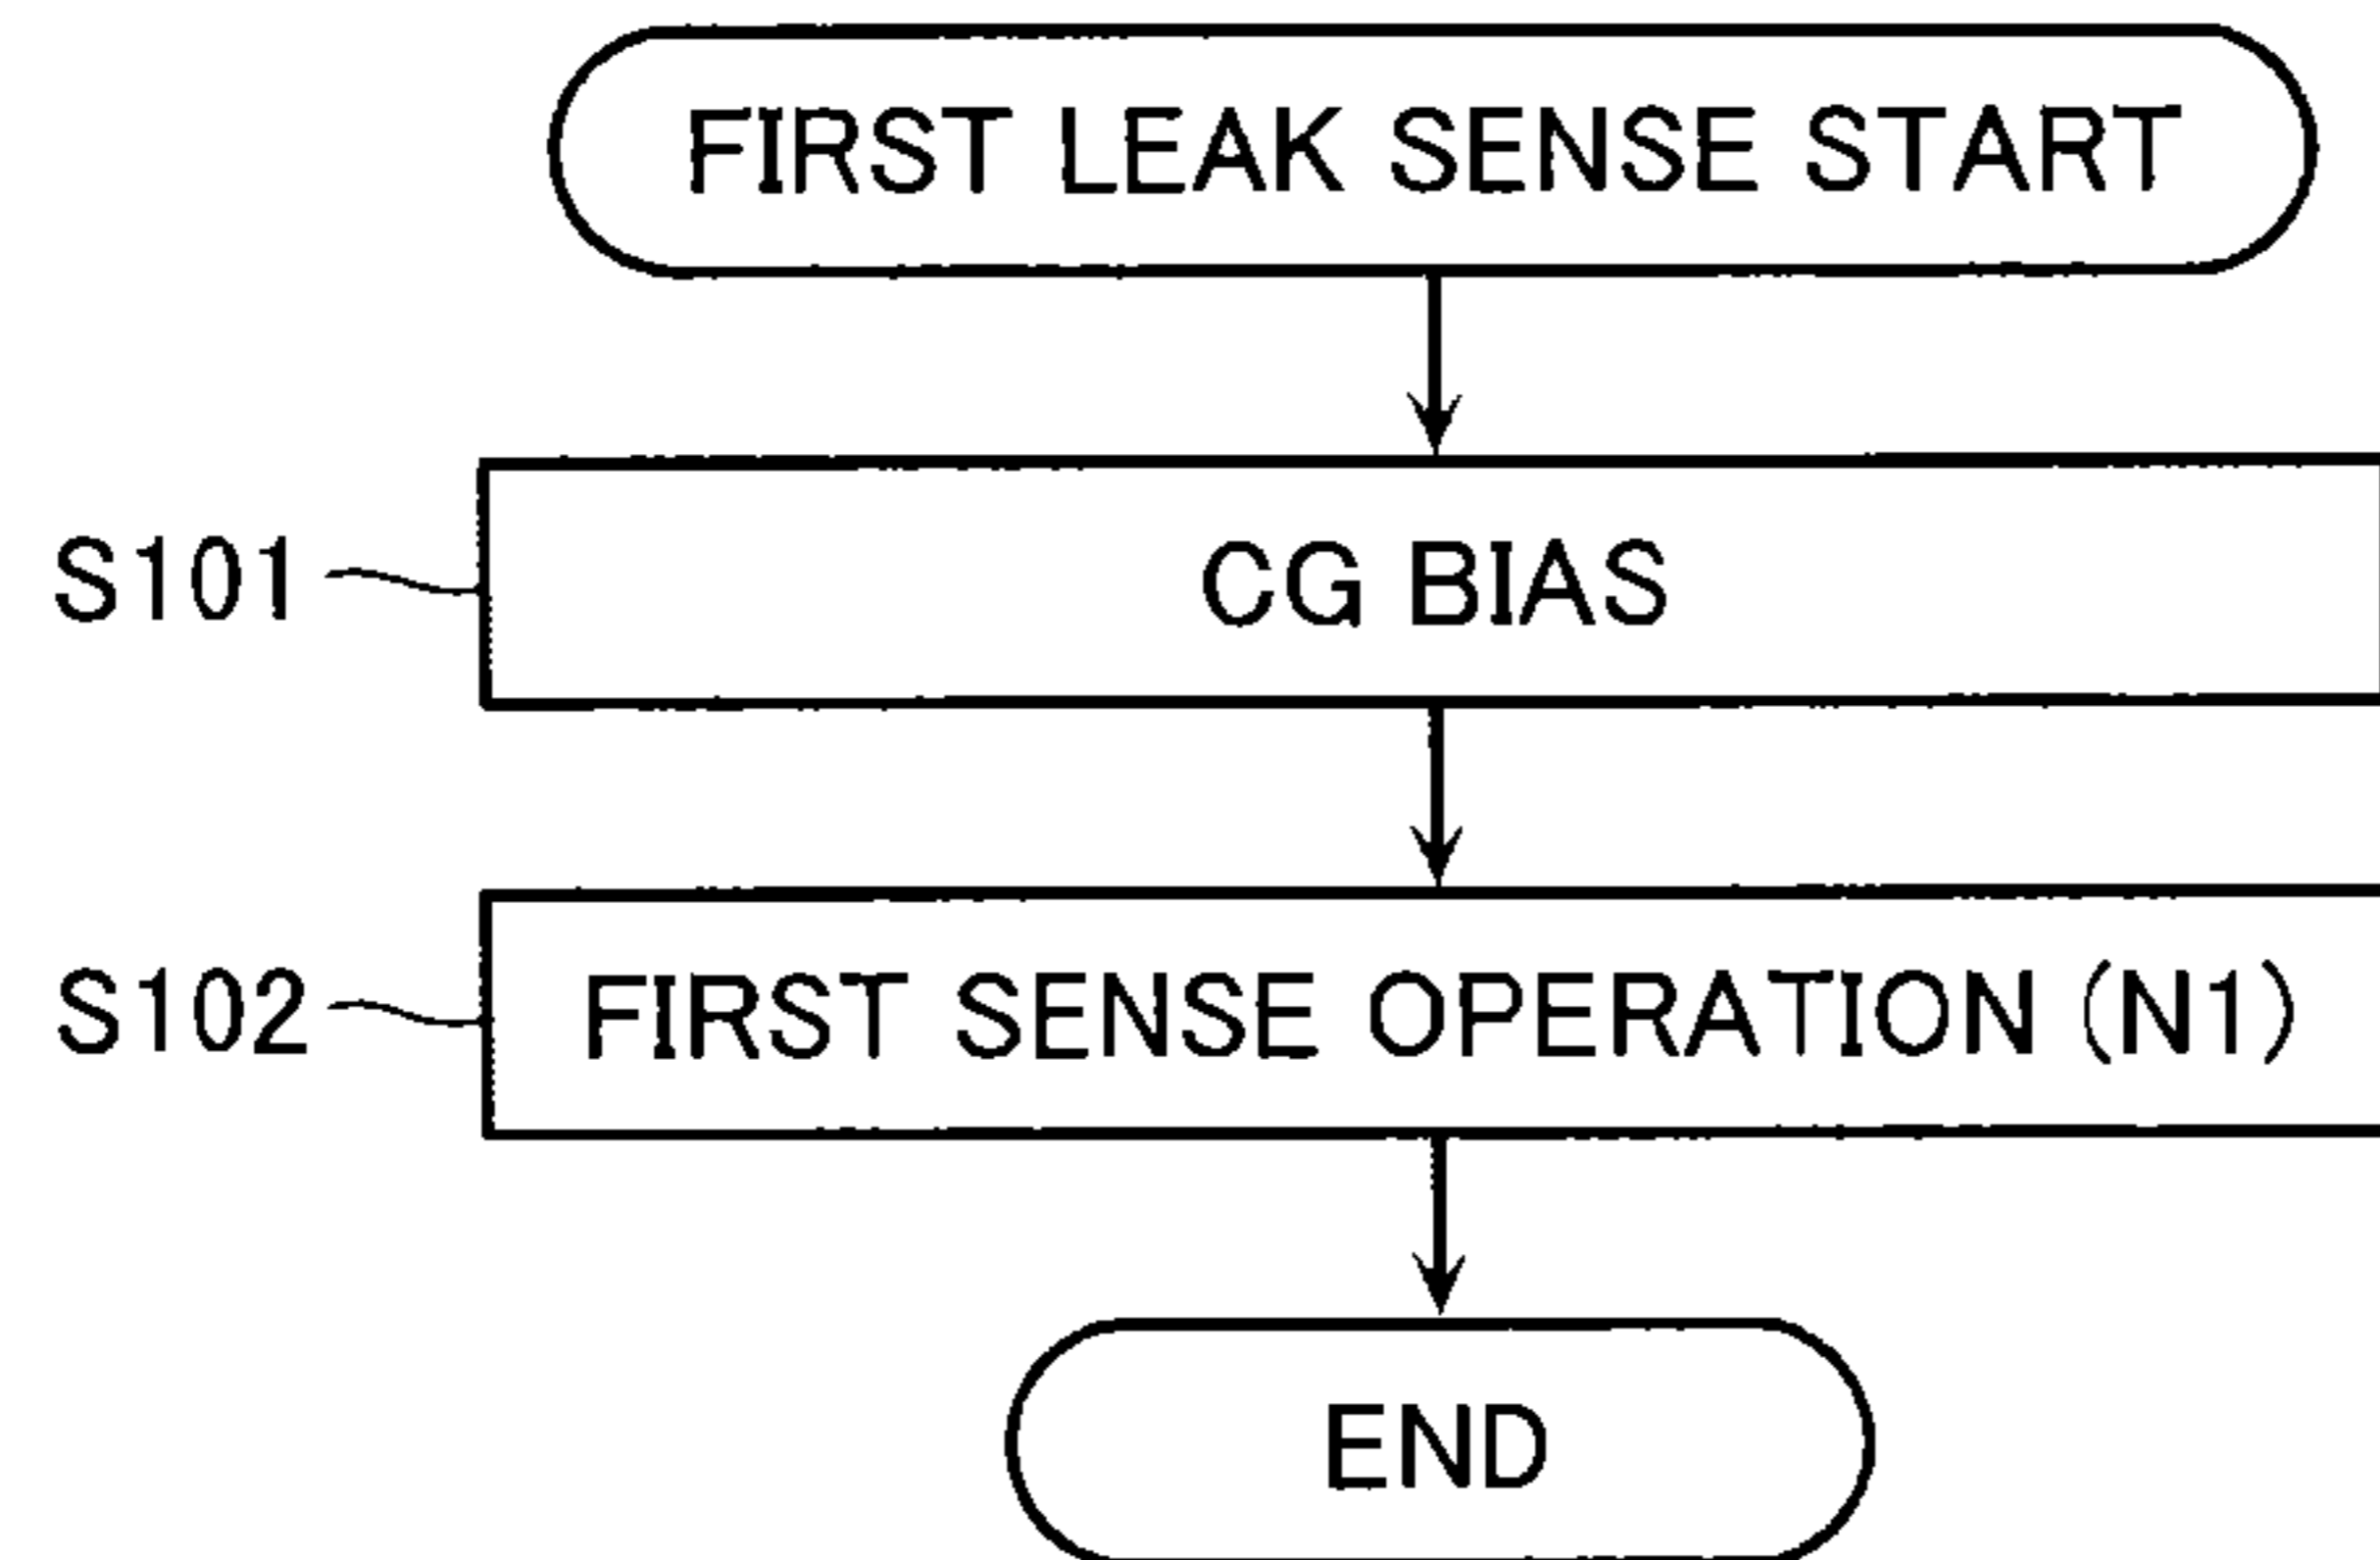 FIRST LEAK SENSE START
S101
CG BIAS
S102
FIRST SENSE OPERATION (N1)
END